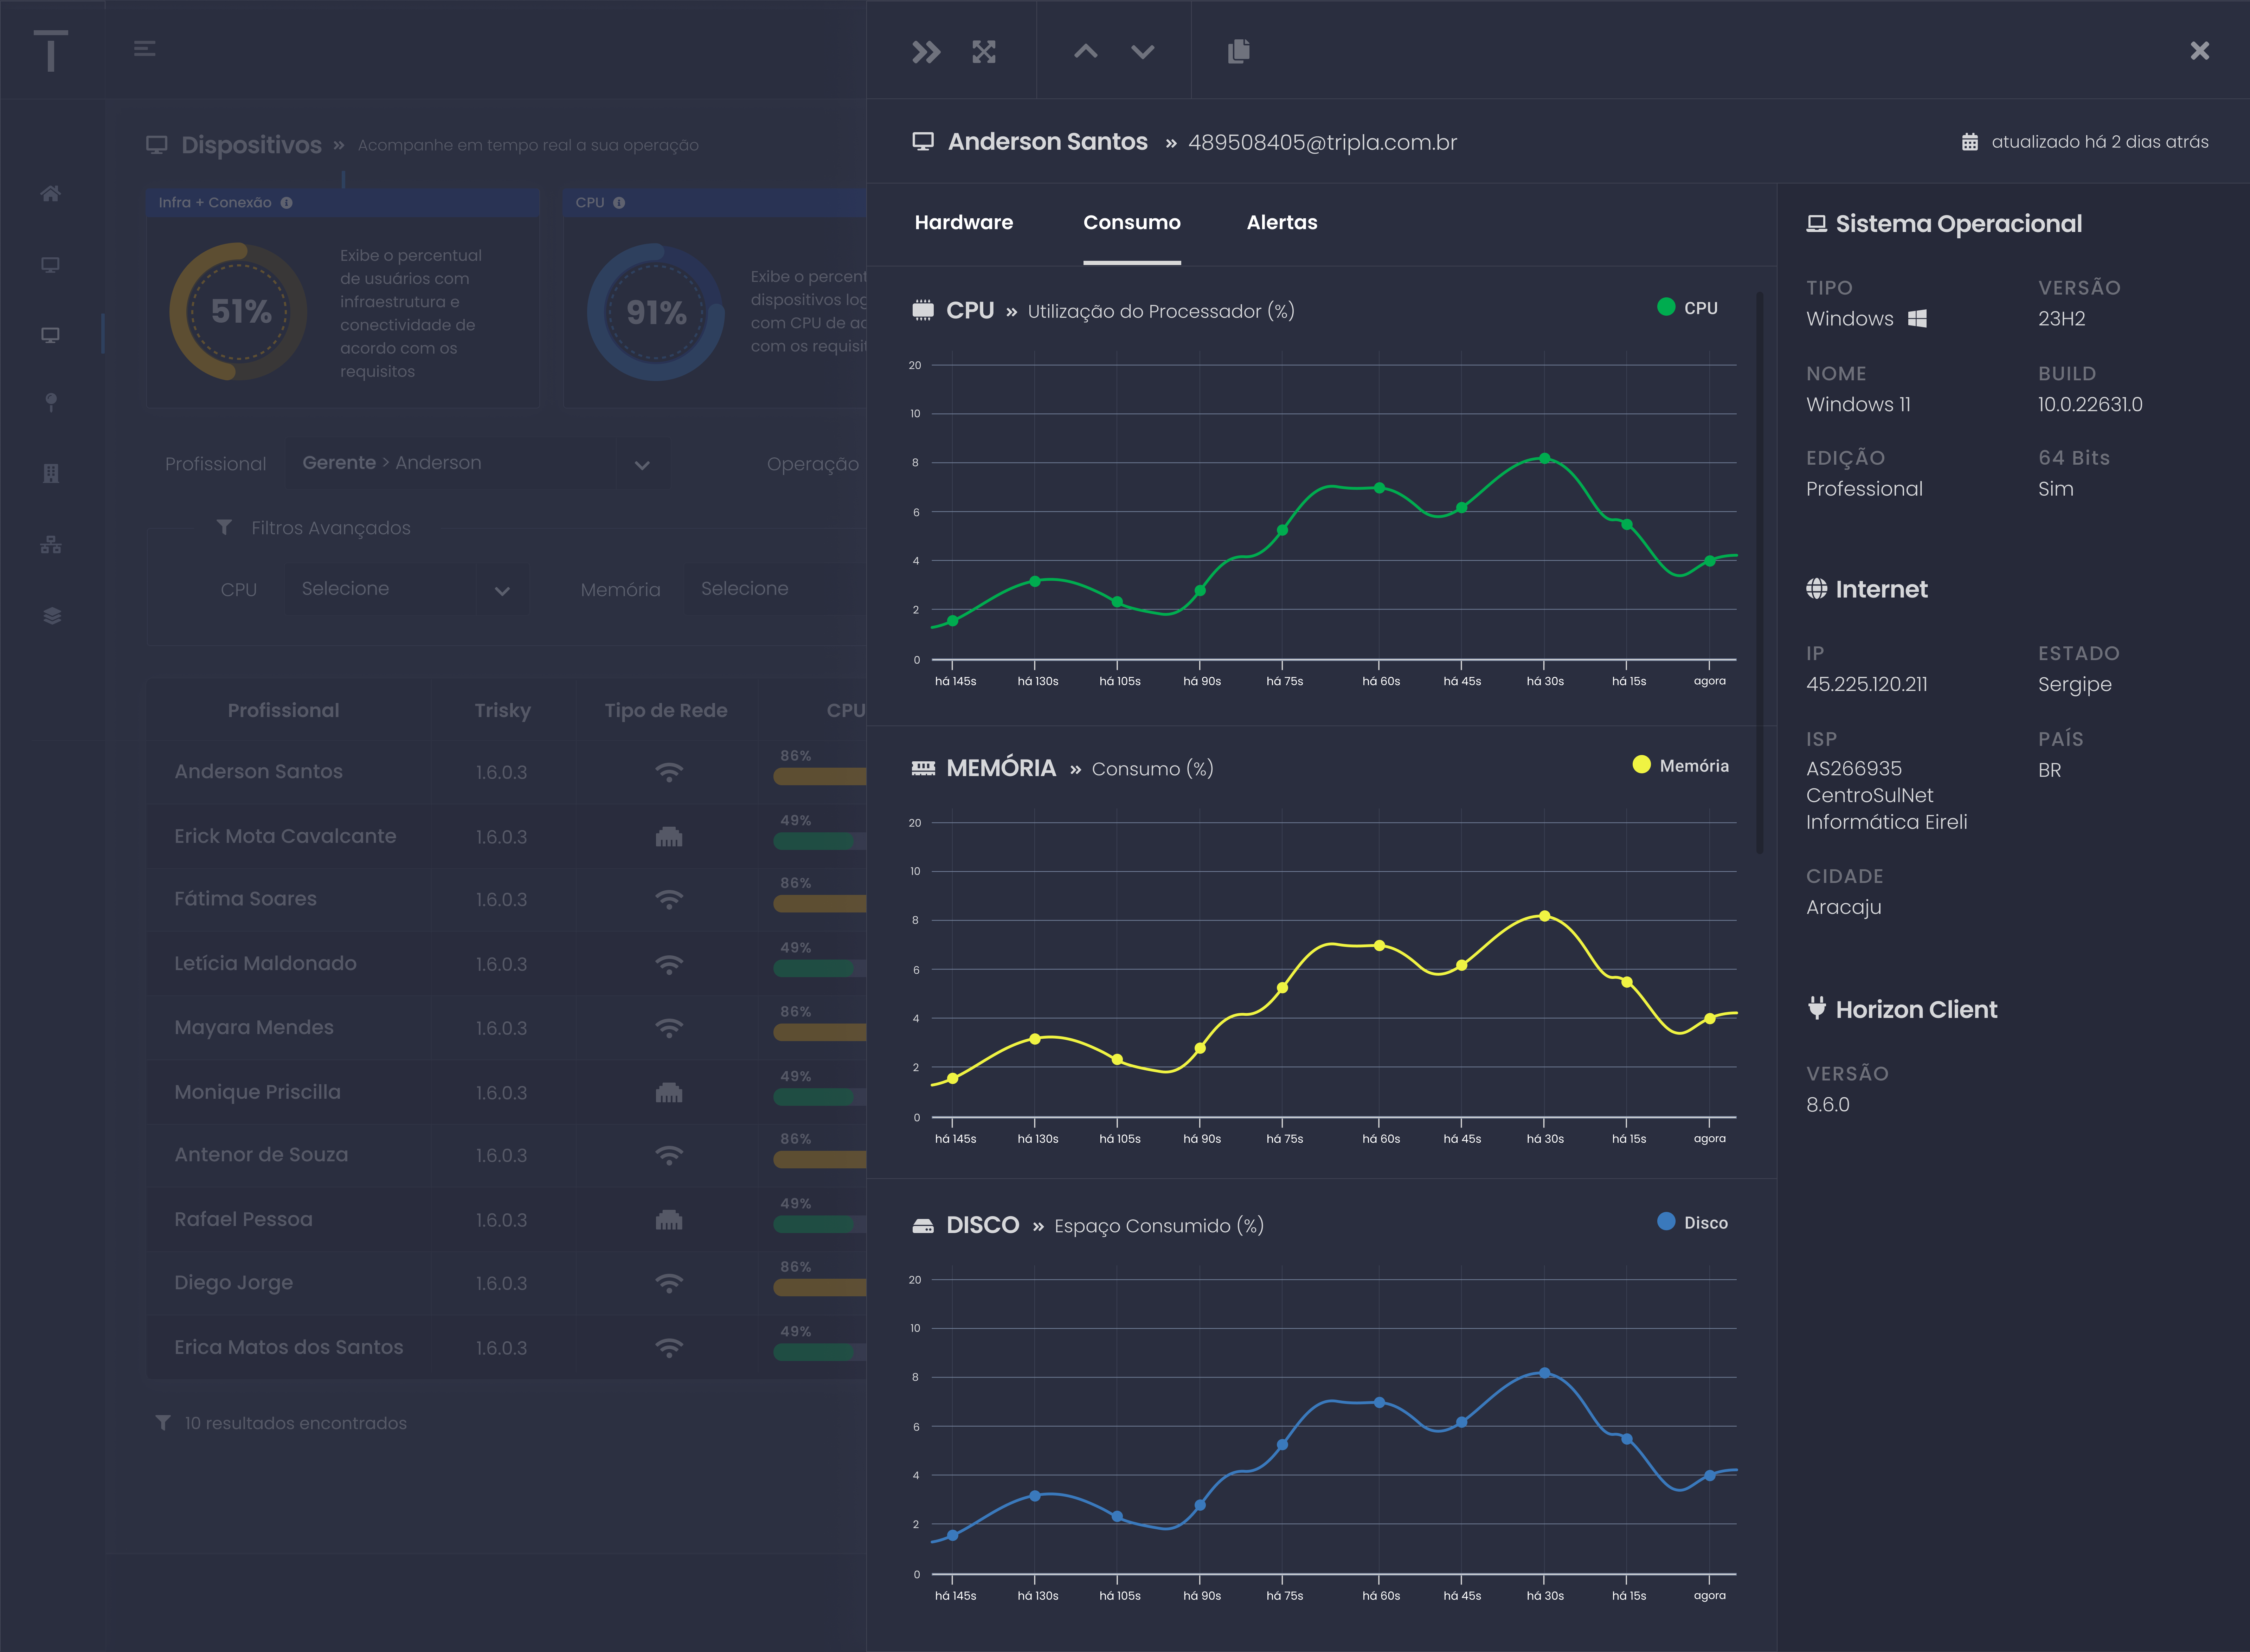 T
Dispositivos » Acompanhe em tempo real a sua operação
Infra + Conexão
51%
Exibe o percentual
de usuários com
infraestrutura e
conectividade de
acordo com os
requisitos
CPU
91%
Exibe o percent
dispositivos log
com CPU de ac
com os requisit
Profissional
Gerente > Anderson
Operação
Filtros Avançados
CPU
Selecione
Memória
Selecione
Profissional Trisky Tipo de Rede CPU
Anderson Santos 1.6.0.3 86%
Erick Mota Cavalcante 1.6.0.3 49%
Fátima Soares 1.6.0.3 86%
Letícia Maldonado 1.6.0.3 49%
Mayara Mendes 1.6.0.3 86%
Monique Priscilla 1.6.0.3 49%
Antenor de Souza 1.6.0.3 86%
Rafael Pessoa 1.6.0.3 49%
Diego Jorge 1.6.0.3 86%
Erica Matos dos Santos 1.6.0.3 49%
10 resultados encontrados
Anderson Santos » 489508405@tripla.com.br
atualizado há 2 dias atrás
Hardware Consumo Alertas
CPU » Utilização do Processador (%)
CPU
20
10
8
6
4
2
0
há 145s há 130s há 105s há 90s há 75s há 60s há 45s há 30s há 15s agora
MEMÓRIA » Consumo (%)
Memória
20
10
8
6
4
2
0
há 145s há 130s há 105s há 90s há 75s há 60s há 45s há 30s há 15s agora
DISCO » Espaço Consumido (%)
Disco
20
10
8
6
4
2
0
há 145s há 130s há 105s há 90s há 75s há 60s há 45s há 30s há 15s agora
Sistema Operacional
TIPO
Windows
VERSÃO
23H2
NOME
Windows 11
BUILD
10.0.22631.0
EDIÇÃO
Professional
64 Bits
Sim
Internet
IP
45.225.120.211
ESTADO
Sergipe
ISP
AS266935
CentroSulNet
Informática Eireli
PAÍS
BR
CIDADE
Aracaju
Horizon Client
VERSÃO
8.6.0